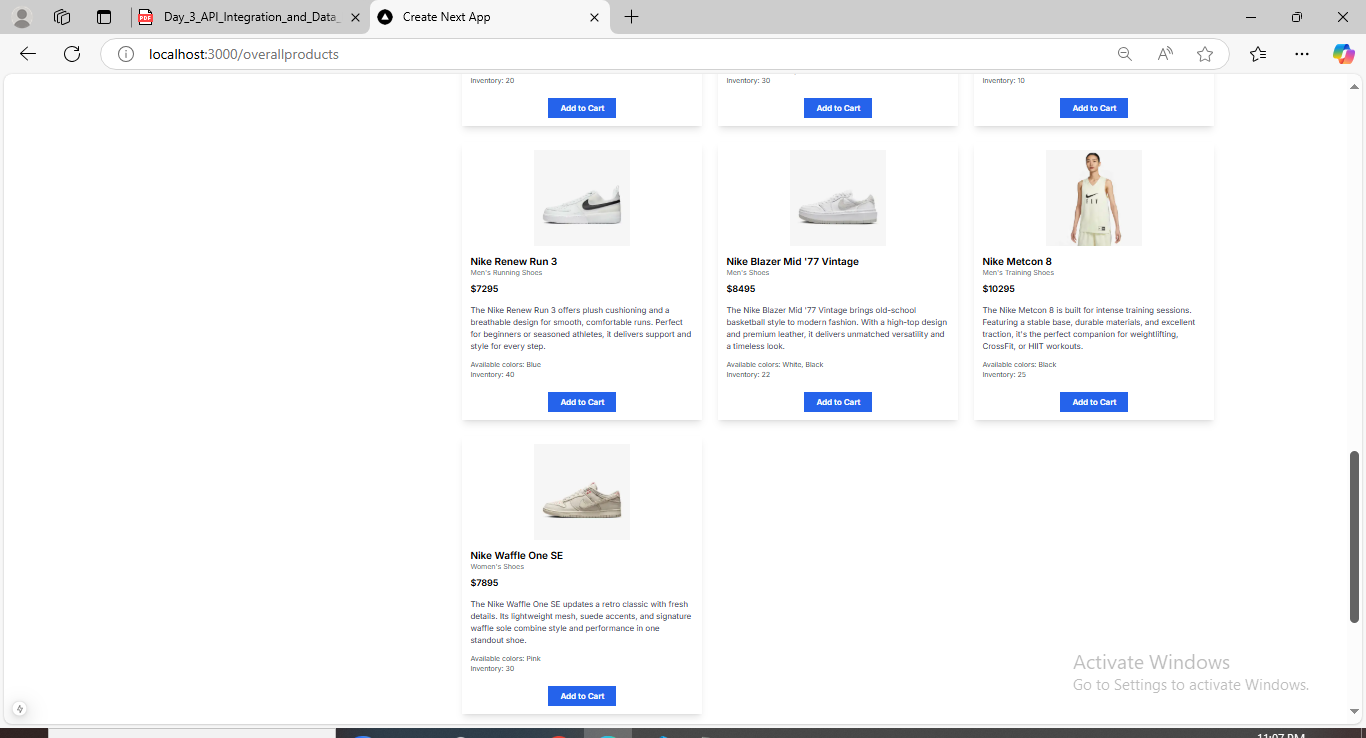 Day_3_API_Integration_and_Data_
Create Next App
localhost:3000/overallproducts
Inventory: 20
Inventory: 30
Inventory: 10
Add to Cart
Add to Cart
Add to Cart
Nike Renew Run 3
Men's Running Shoes
$7295
The Nike Renew Run 3 offers plush cushioning and a
breathable design for smooth, comfortable runs. Perfect
for beginners or seasoned athletes, it delivers support and
style for every step.
Available colors: Blue
Inventory: 40
Add to Cart
Nike Blazer Mid '77 Vintage
Men's Shoes
$8495
The Nike Blazer Mid '77 Vintage brings old-school
basketball style to modern fashion. With a high-top design
and premium leather, it delivers unmatched versatility and
a timeless look.
Available colors: White, Black
Inventory: 22
Add to Cart
Nike Metcon 8
Men's Training Shoes
$10295
The Nike Metcon 8 is built for intense training sessions.
Featuring a stable base, durable materials, and excellent
traction, it's the perfect companion for weightlifting,
CrossFit, or HIIT workouts.
Available colors: Black
Inventory: 25
Add to Cart
Nike Waffle One SE
Women's Shoes
$7895
The Nike Waffle One SE updates a retro classic with fresh
details. Its lightweight mesh, suede accents, and signature
waffle sole combine style and performance in one
standout shoe.
Available colors: Pink
Inventory: 30
Add to Cart
Activate Windows
Go to Settings to activate Windows.
11:07 PM